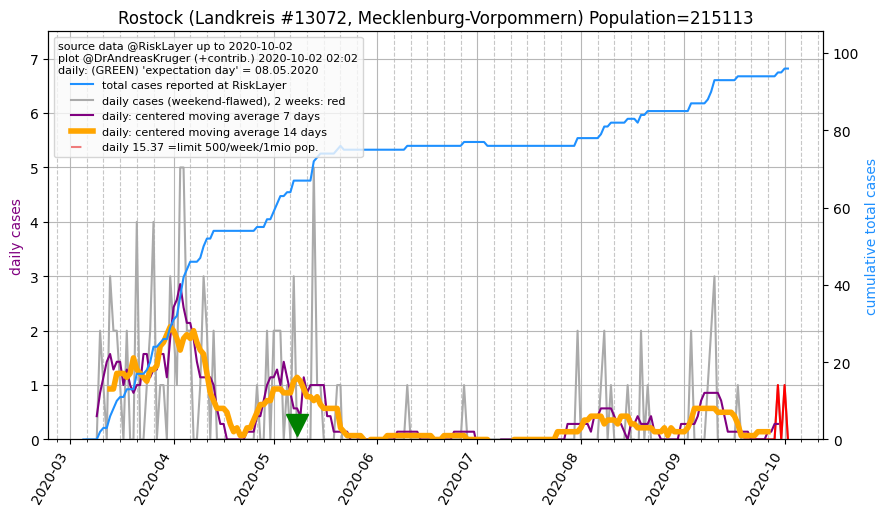 Rostock (Landkreis #13072, Mecklenburg-Vorpommern) Population=215113
source data @RiskLayer up to 2020-10-02
plot @DrAndreasKruger (+contrib.) 2020-10-02 02:02
daily: (GREEN) 'expectation day' = 08.05.2020
total cases reported at RiskLayer
daily cases (weekend-flawed), 2 weeks: red
daily: centered moving average 7 days
daily: centered moving average 14 days
daily 15.37 =limit 500/week/1mio pop.
daily cases
7
6
5
4
3
2
1
0
cumulative total cases
100
80
60
40
20
0
2020-03
2020-04
2020-05
2020-06
2020-07
2020-08
2020-09
2020-10